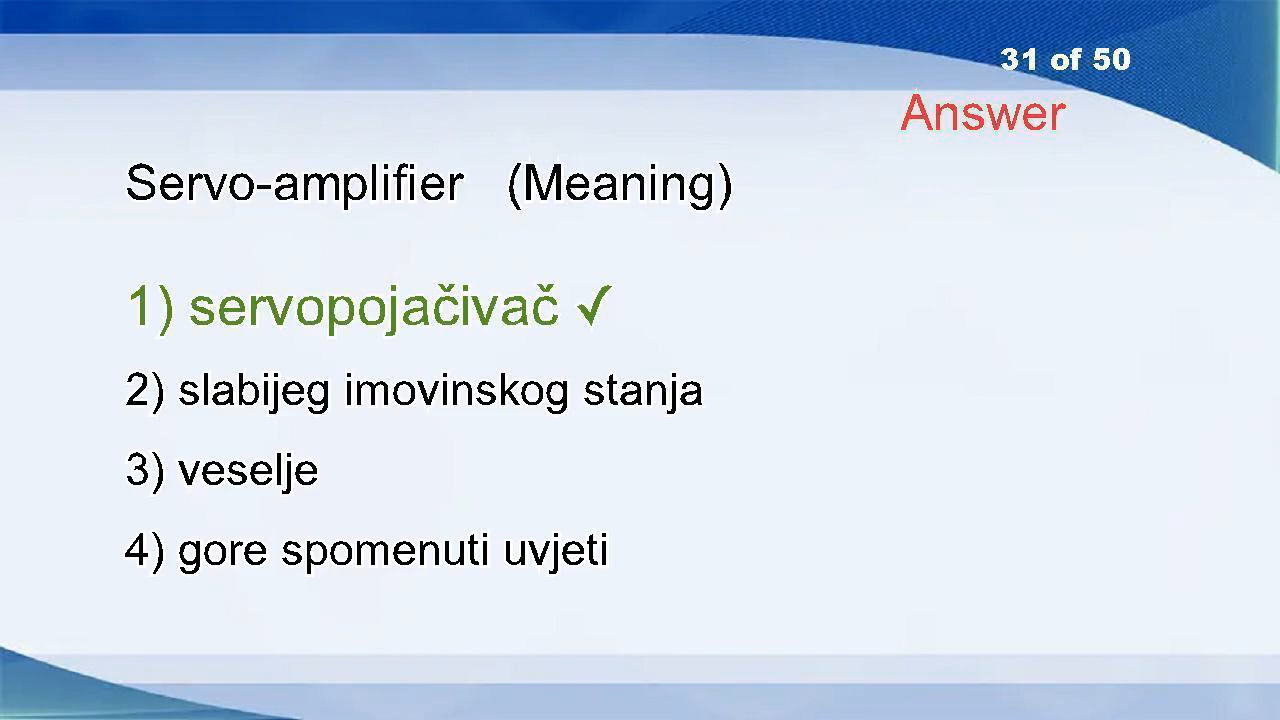 31 of 50
Answer
Servo-amplifier (Meaning)
1) servopojačivač ✓
2) slabijeg imovinskog stanja
3) veselje
4) gore spomenuti uvjeti